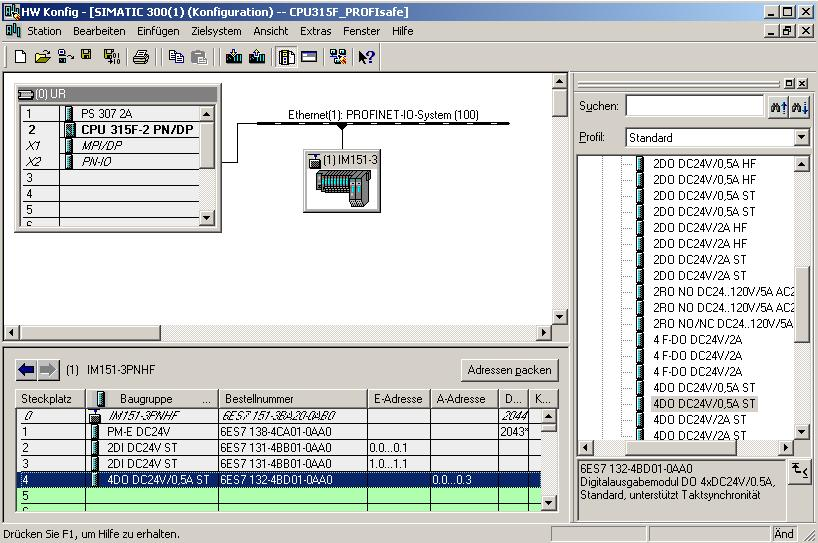 HW Konfig - [SIMATIC 300(1) (Konfiguration) -- CPU315F_PROFIsafe]
Station Bearbeiten Einfügen Zielsystem Ansicht Extras Fenster Hilfe
(0) UR
1 PS 307 2A
2 CPU 315F-2 PN/DP
X1 MPI/DP
X2 PN-IO
3
4
5
6
Ethernet(1): PROFINET-IO-System (100)
(1) IM151-3
Suchen:
Profil: Standard
2DO DC24V/0,5A HF
2DO DC24V/0,5A HF
2DO DC24V/0,5A ST
2DO DC24V/0,5A ST
2DO DC24V/2A HF
2DO DC24V/2A HF
2DO DC24V/2A ST
2DO DC24V/2A ST
2RO NO DC24..120V/5A AC2
2RO NO DC24..120V/5A AC2
2RO NO/NC DC24..120V/5A
4 F-DO DC24V/2A
4 F-DO DC24V/2A
4 F-DO DC24V/2A
4DO DC24V/0,5A ST
4DO DC24V/0,5A ST
4DO DC24V/2A ST
4DO DC24V/2A ST
6ES7 132-4BD01-0AA0
Digitalausgabemodul DO 4xDC24V/0.5A,
Standard, unterstützt Taktsynchronität
(1) IM151-3PNHF
Adressen packen
Steckplatz Baugruppe ... Bestellnummer E-Adresse A-Adresse D... K...
0 IM151-3PNHF 6ES7 151-3BA20-0AB0 2044
1 PM-E DC24V 6ES7 138-4CA01-0AA0 2043*
2 2DI DC24V ST 6ES7 131-4BB01-0AA0 0.0...0.1
3 2DI DC24V ST 6ES7 131-4BB01-0AA0 1.0...1.1
4 4DO DC24V/0,5A ST 6ES7 132-4BD01-0AA0 0.0...0.3
5
Drücken Sie F1, um Hilfe zu erhalten.
Änd